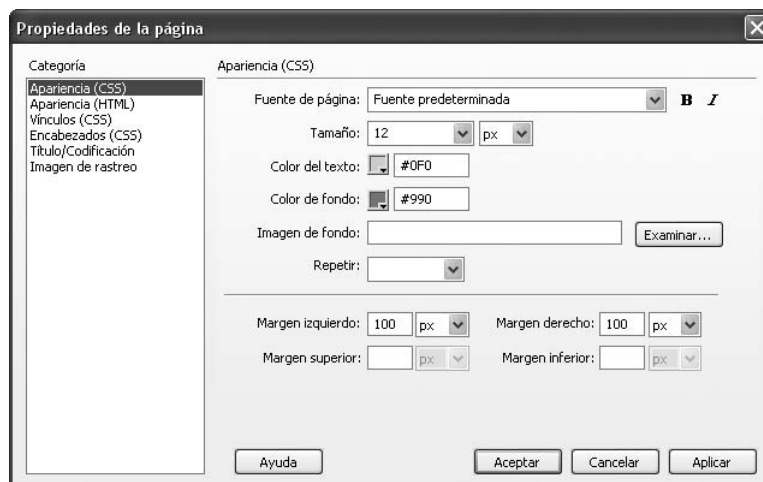 Propiedades de la página
Categoría
Apariencia (CSS)
Apariencia (HTML)
Vínculos (CSS)
Encabezados (CSS)
Título/Codificación
Imagen de rastreo
Apariencia (CSS)
Fuente de página: Fuente predeterminada B I
Tamaño: 12 px
Color del texto: #0F0
Color de fondo: #990
Imagen de fondo: Examinar...
Repetir:
Margen izquierdo: 100 px Margen derecho: 100 px
Margen superior: px Margen inferior: px
Ayuda Aceptar Cancelar Aplicar